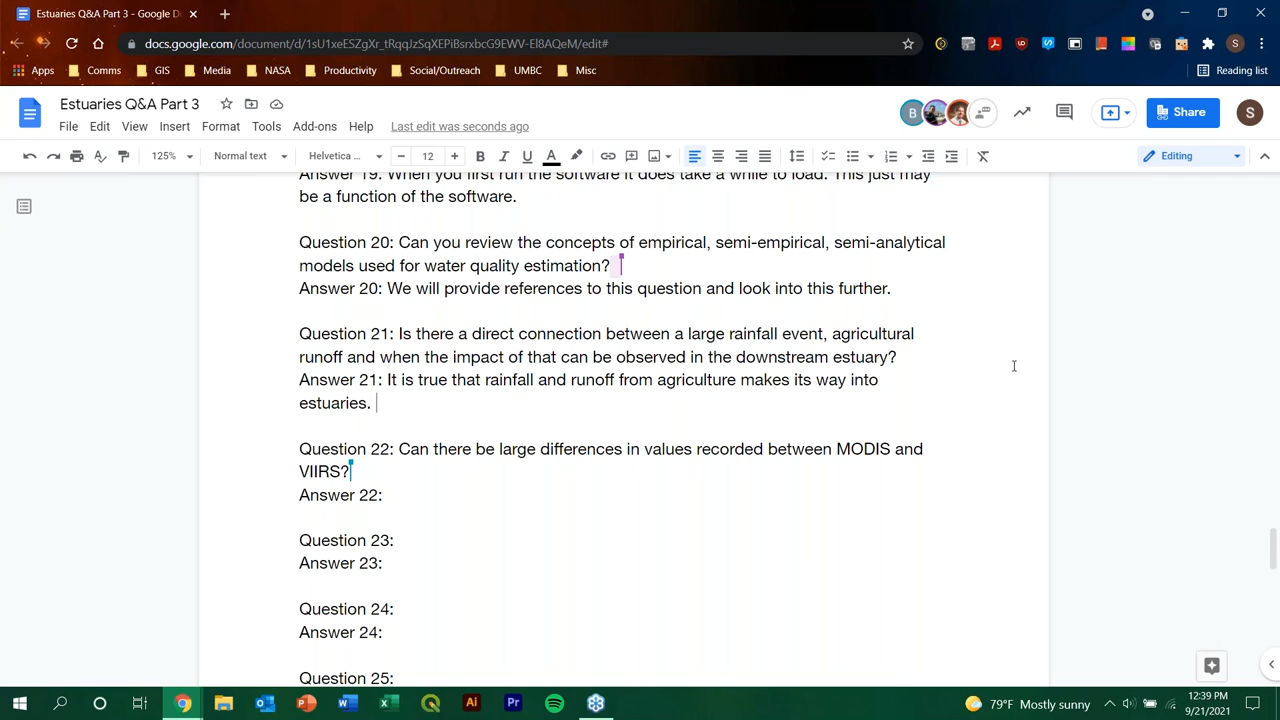 Estuaries Q&A Part 3 - Google D
docs.google.com/document/d/1sU1xeESZgXr_tRqqJzSqXEPiBsrxbcG9EWV-El8AQeM/edit#
Apps Comms GIS Media NASA Productivity Social/Outreach UMBC Misc Reading list
Estuaries Q&A Part 3
File Edit View Insert Format Tools Add-ons Help Last edit was seconds ago
B Share S
125% Normal text Helvetica ... 12 B I U A Editing
Answer 19: When you first run the software it does take a while to load. This just may
be a function of the software.
Question 20: Can you review the concepts of empirical, semi-empirical, semi-analytical
models used for water quality estimation?
Answer 20: We will provide references to this question and look into this further.
Question 21: Is there a direct connection between a large rainfall event, agricultural
runoff and when the impact of that can be observed in the downstream estuary?
Answer 21: It is true that rainfall and runoff from agriculture makes its way into
estuaries.
Question 22: Can there be large differences in values recorded between MODIS and
VIIRS?
Answer 22:
Question 23:
Answer 23:
Question 24:
Answer 24:
Question 25:
79°F Mostly sunny
12:39 PM
9/21/2021